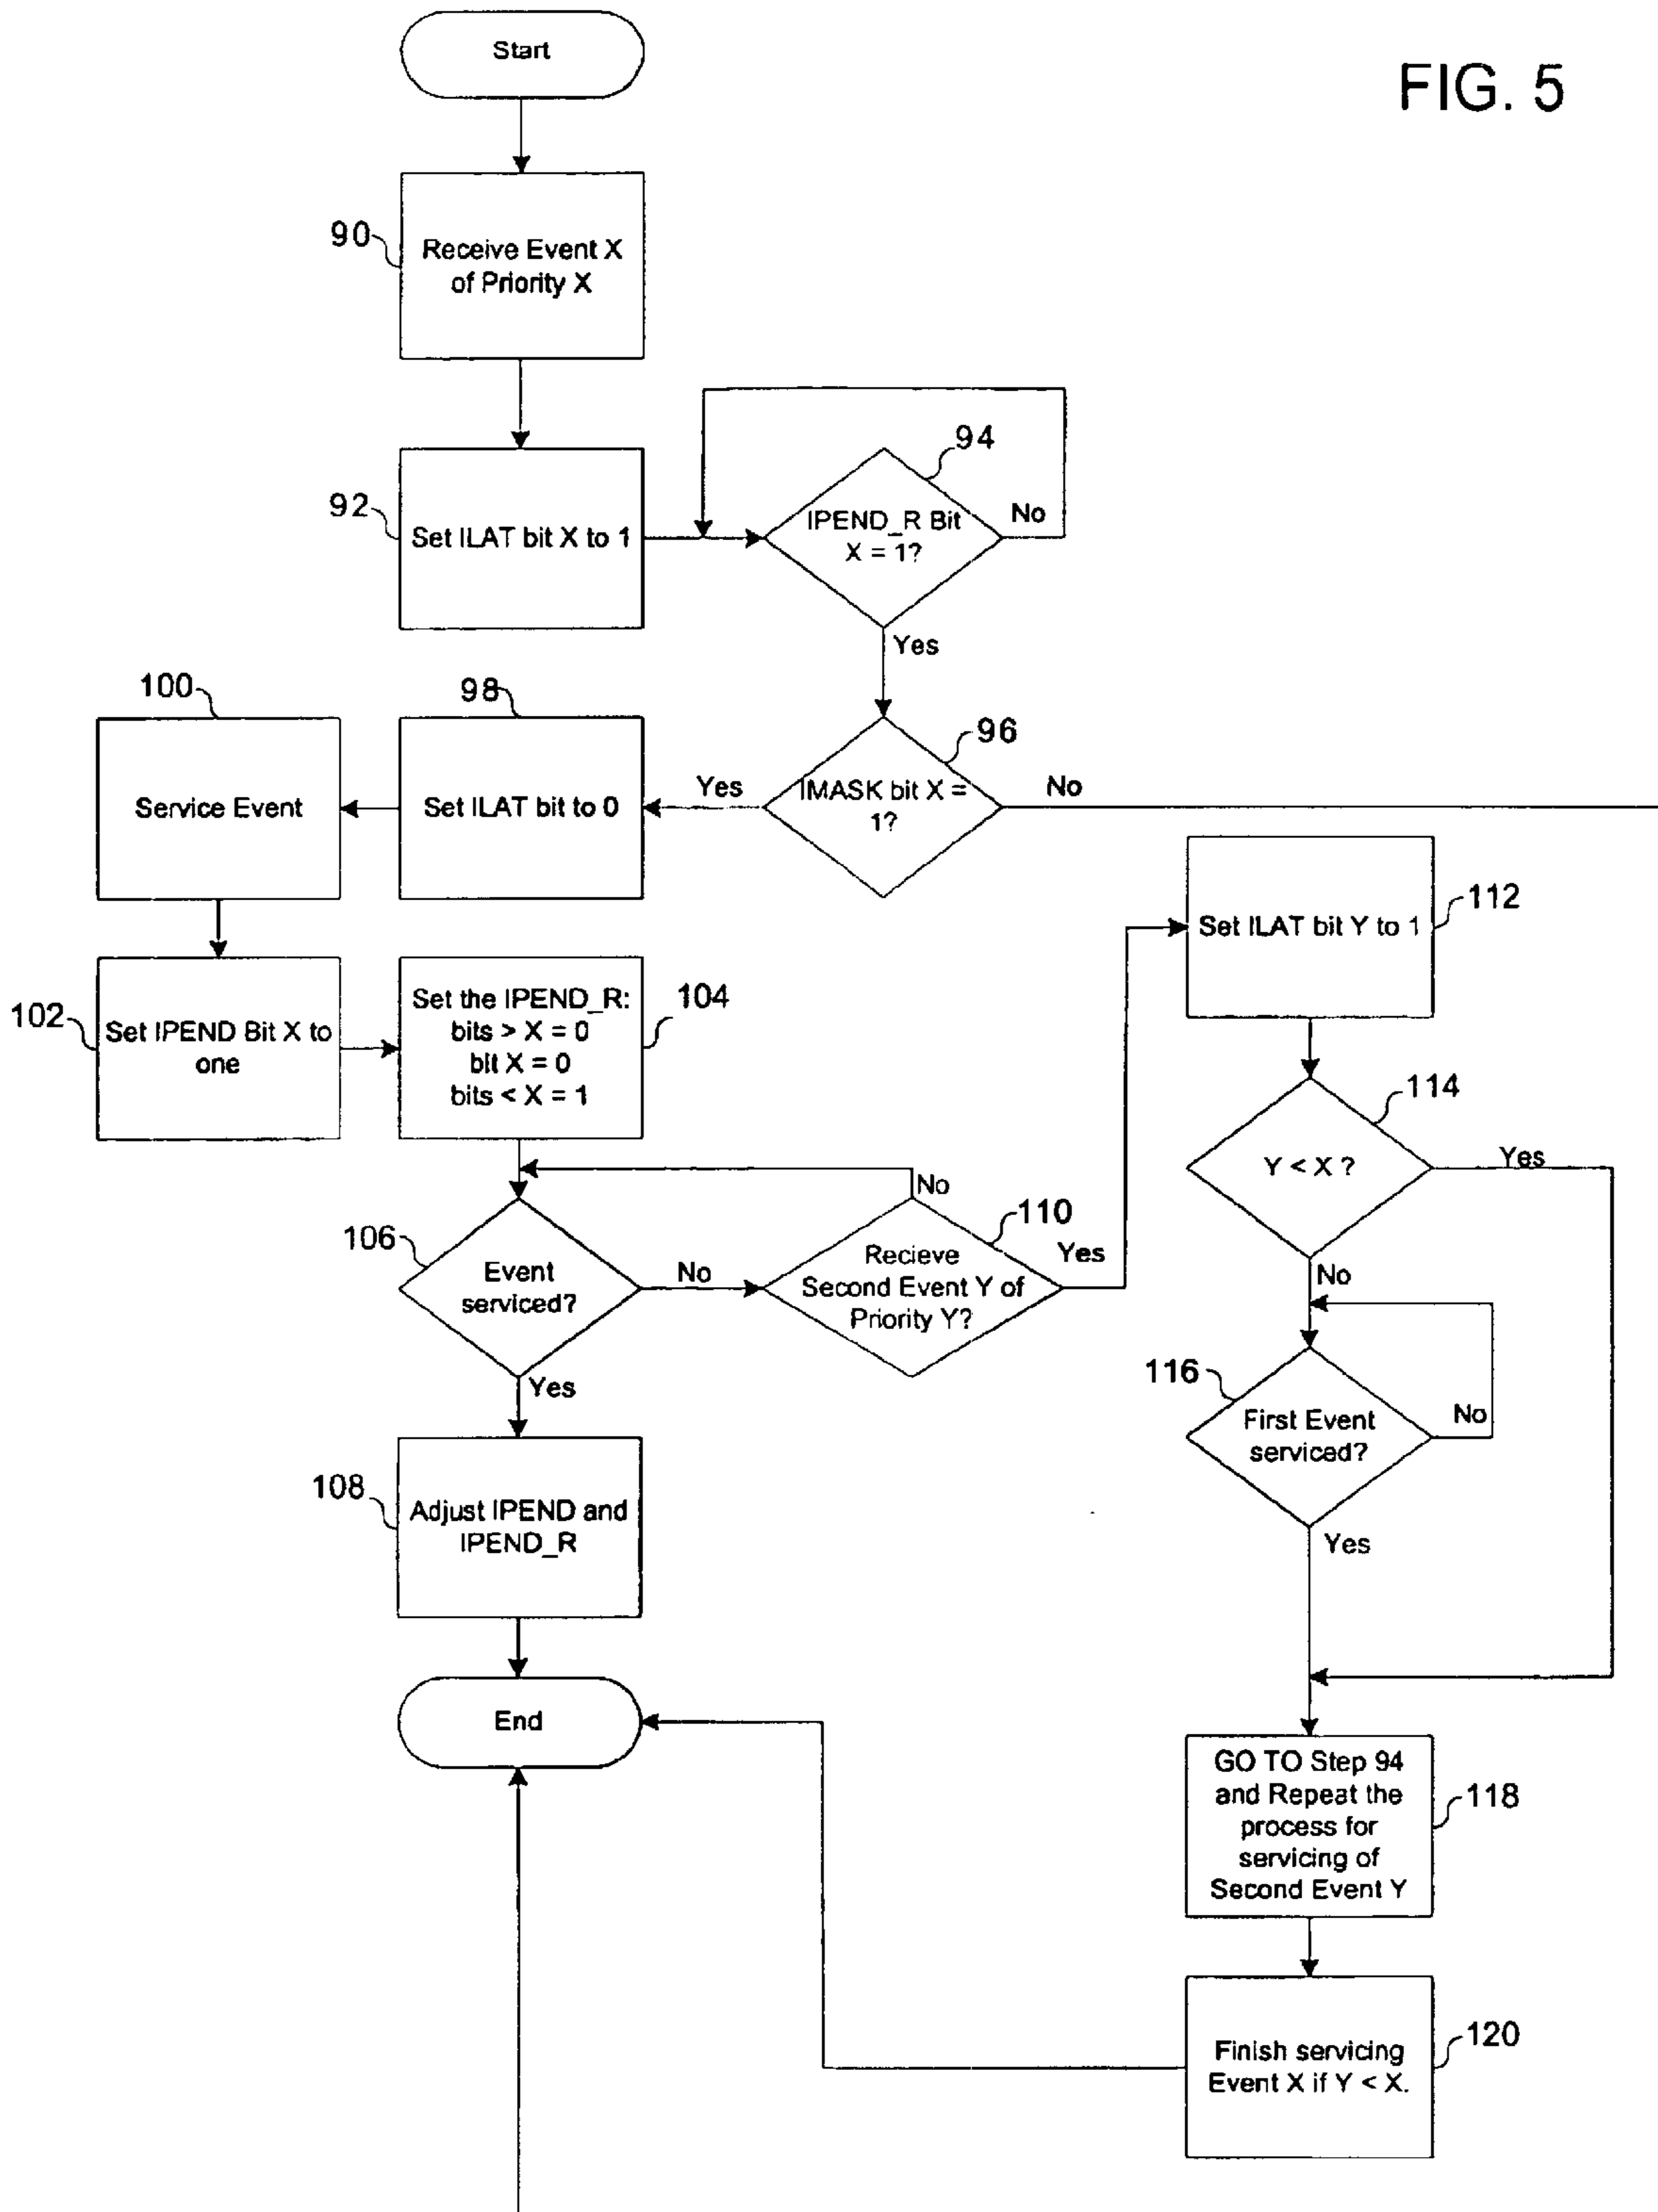 FIG. 5
Start
90
Receive Event X
of Priority X
92
Set ILAT bit X to 1
94
IPEND_R Bit
X = 1?
No
Yes
100
98
96
Service Event
Set ILAT bit to 0
Yes
IMASK bit X =
1?
No
112
Set ILAT bit Y to 1
102
Set IPEND Bit X to
one
104
Set the IPEND_R:
bits > X = 0
bit X = 0
bits < X = 1
114
Y < X ?
Yes
No
106
Event
serviced?
No
Yes
110
Recieve
Second Event Y of
Priority Y?
No
Yes
116
First Event
serviced?
No
Yes
108
Adjust IPEND and
IPEND_R
End
118
GO TO Step 94
and Repeat the
process for
servicing of
Second Event Y
120
Finish servicing
Event X if Y < X.